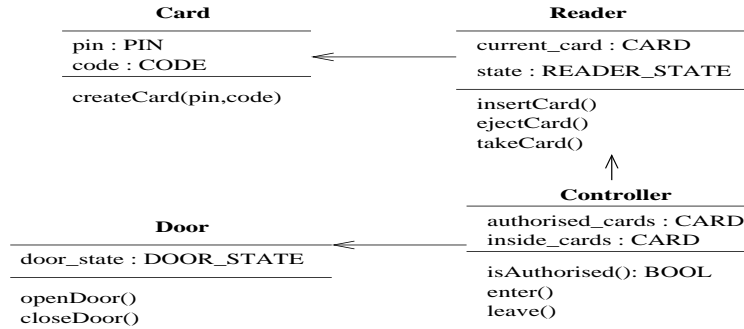 Card
pin : PIN
code : CODE
createCard(pin,code)
Reader
current_card : CARD
state : READER_STATE
insertCard()
ejectCard()
takeCard()
Door
door_state : DOOR_STATE
openDoor()
closeDoor()
Controller
authorised_cards : CARD
inside_cards : CARD
isAuthorised(): BOOL
enter()
leave()